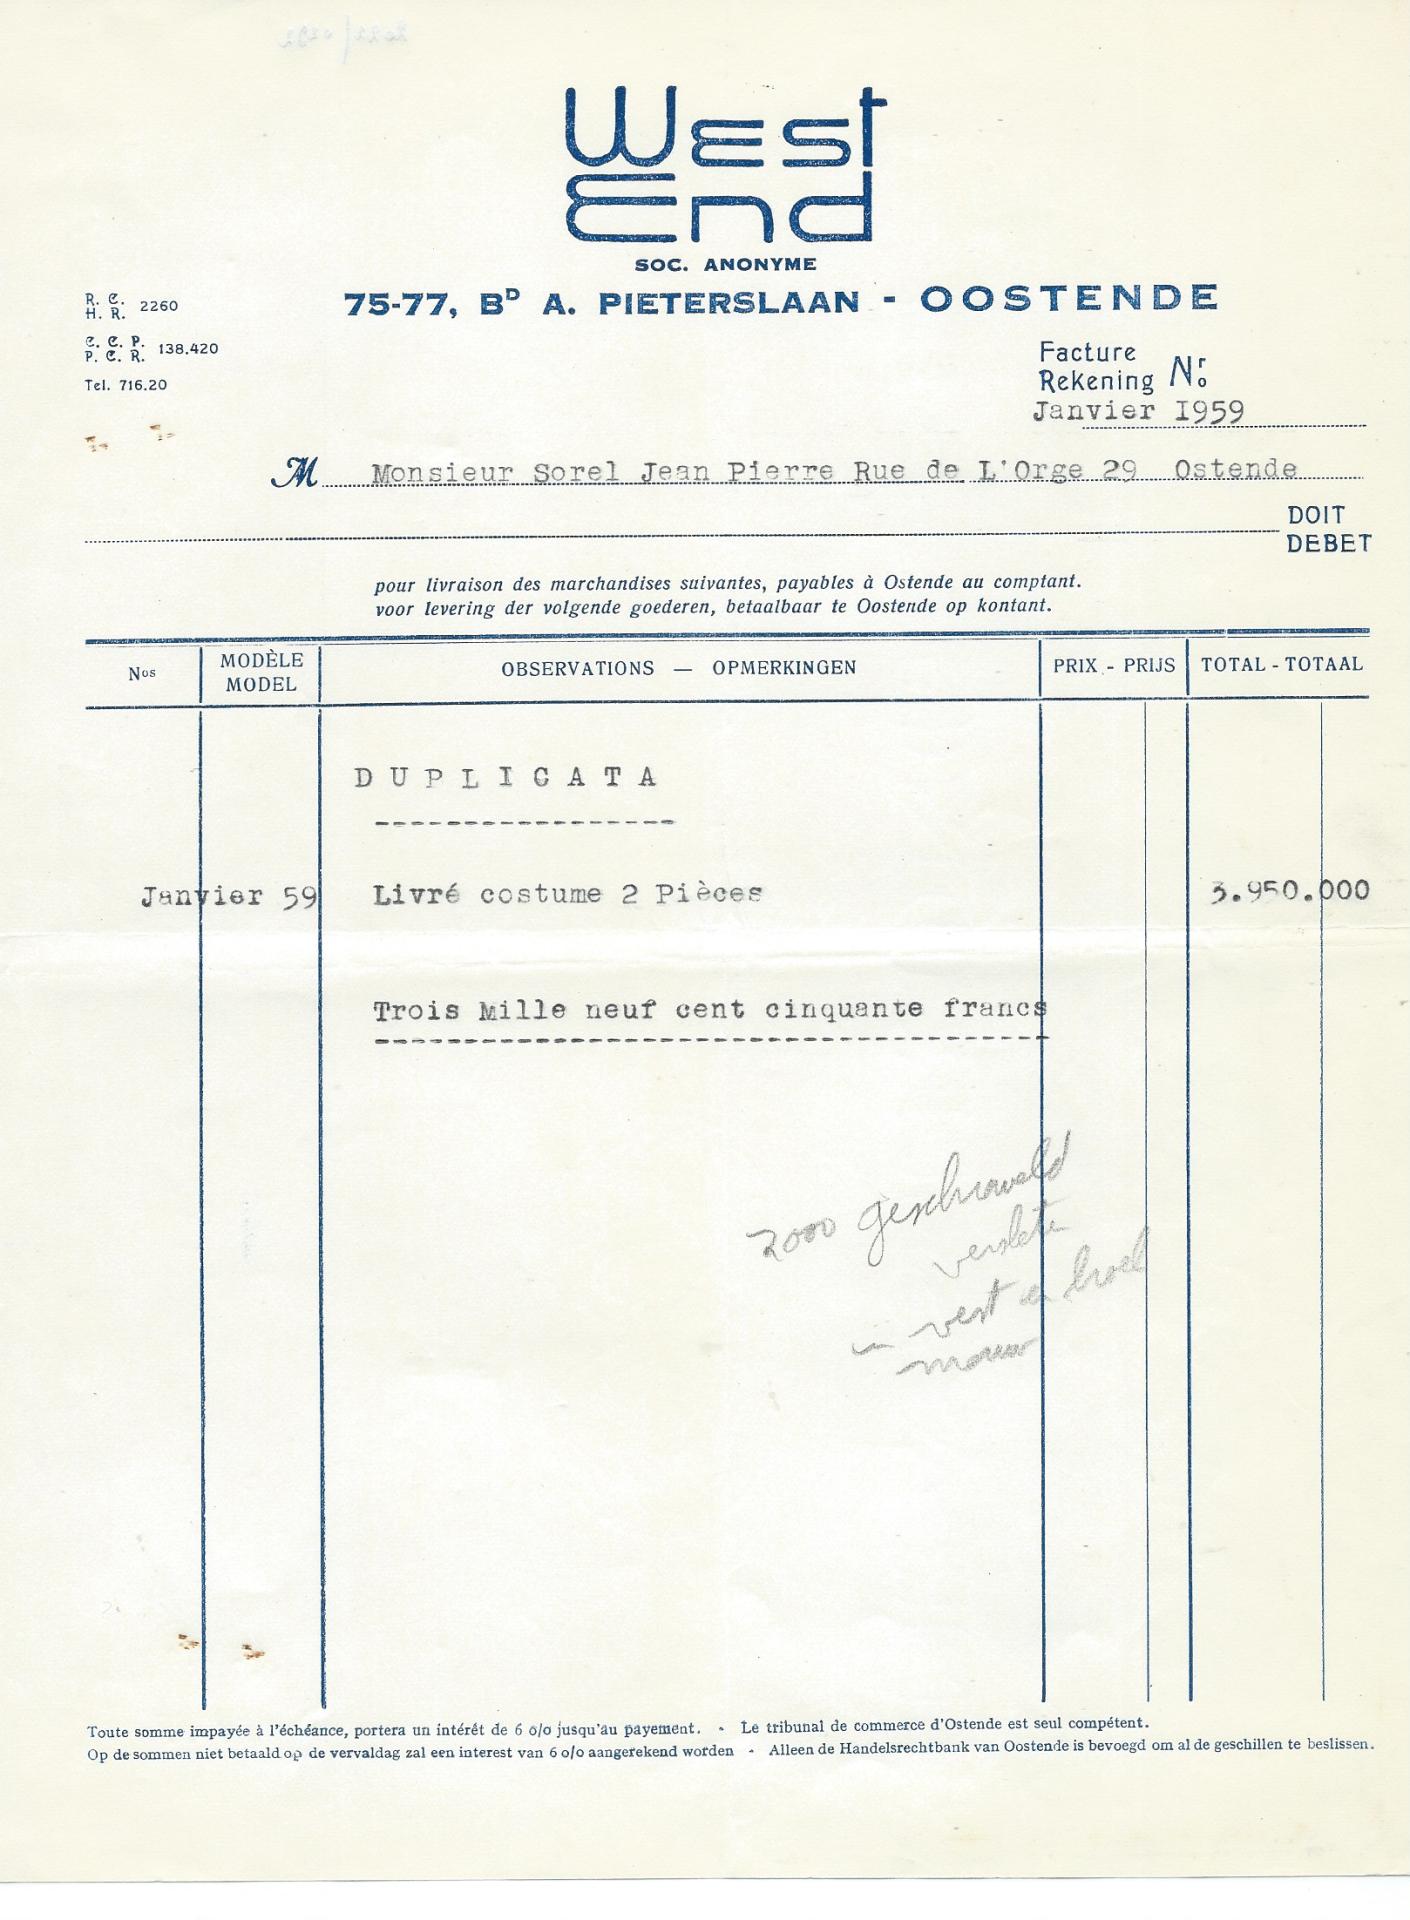 West
End
SOC. ANONYME
75-77, Bᴰ A. PIETERSLAAN - OOSTENDE
R. C.
H. R. 2260
C. C. P.
P. C. R. 138.420
Tel. 716.20
Facture
Rekening Nʳₒ
Janvier I959
M Monsieur Sorel Jean Pierre Rue de L'Orge 29 Ostende
DOIT
DEBET
pour livraison des marchandises suivantes, payables à Ostende au comptant.
voor levering der volgende goederen, betaalbaar te Oostende op kontant.
Nos MODÈLE MODEL OBSERVATIONS — OPMERKINGEN PRIX - PRIJS TOTAL - TOTAAL
D U P L I C A T A
-----------------
Janvier 59 Livré costume 2 Pièces 3.950.000
Trois Mille neuf cent cinquante francs
--------------------------------------
2000 geschraveld
vest en broek
Toute somme impayée à l'échéance, portera un intérêt de 6 o/o jusqu'au payement. - Le tribunal de commerce d'Ostende est seul compétent.
Op de sommen niet betaald op de vervaldag zal een interest van 6 o/o aangerekend worden - Alleen de Handelsrechtbank van Oostende is bevoegd om al de geschillen te beslissen.